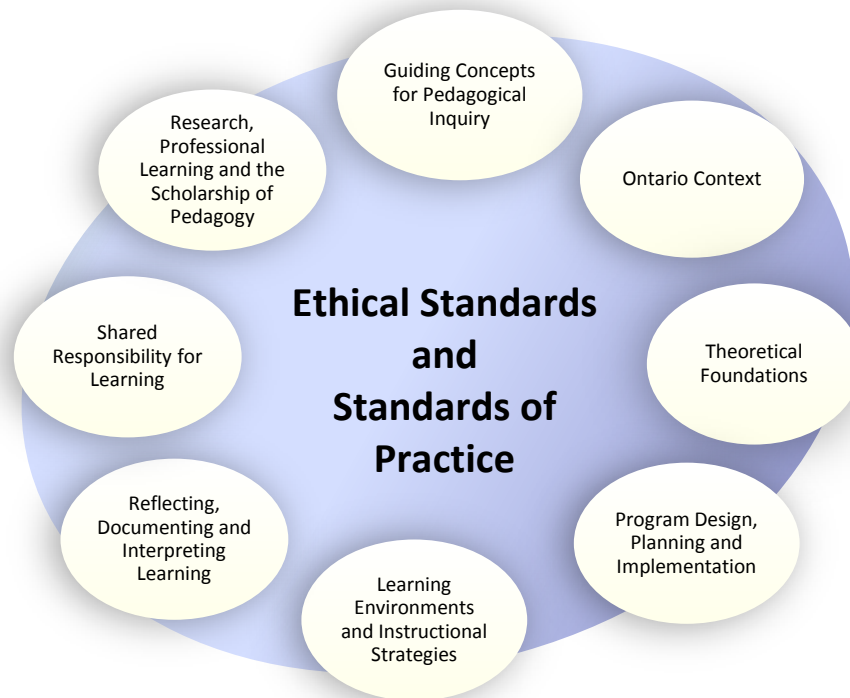 Guiding Concepts
for Pedagogical
Inquiry
Ontario Context
Theoretical
Foundations
Program Design,
Planning and
Implementation
Learning
Environments
and Instructional
Strategies
Reflecting,
Documenting and
Interpreting
Learning
Shared
Responsibility for
Learning
Research,
Professional
Learning and the
Scholarship of
Pedagogy
Ethical Standards
and
Standards of
Practice